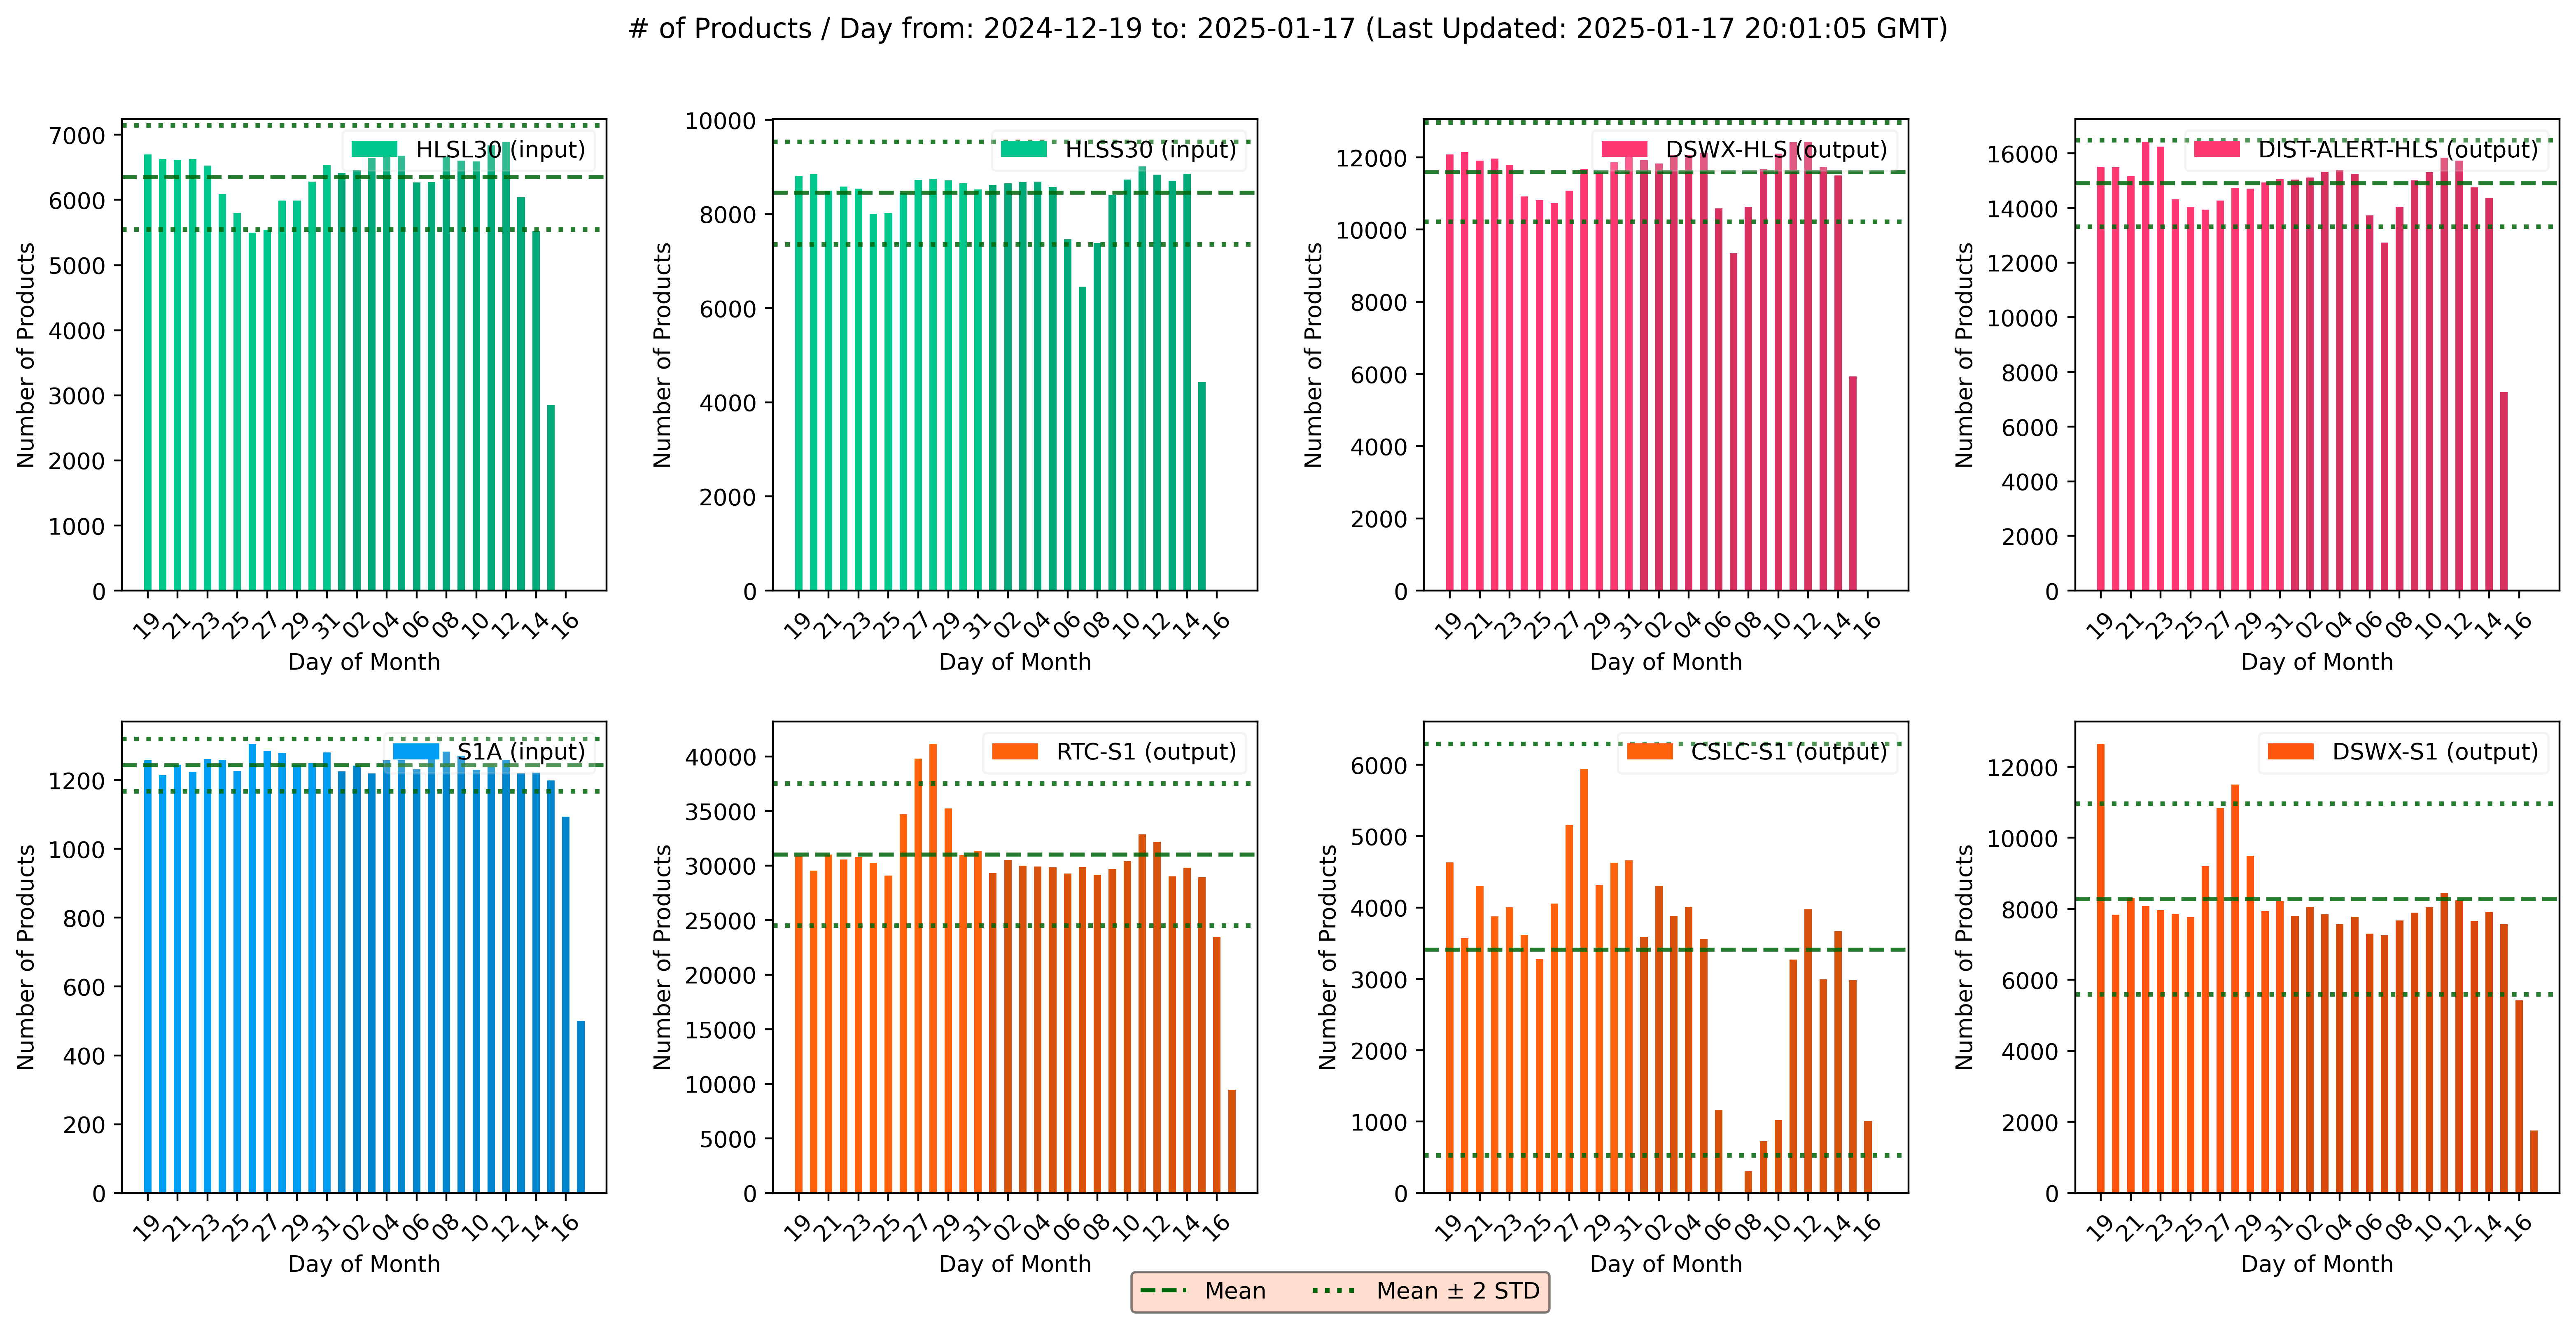 # of Products / Day from: 2024-12-19 to: 2025-01-17 (Last Updated: 2025-01-17 20:01:05 GMT)
HLSL30 (input)
Number of Products
7000
6000
5000
4000
3000
2000
1000
0
19 21 23 25 27 29 31 02 04 06 08 10 12 14 16
Day of Month
HLSS30 (input)
Number of Products
10000
8000
6000
4000
2000
0
19 21 23 25 27 29 31 02 04 06 08 10 12 14 16
Day of Month
DSWX-HLS (output)
Number of Products
12000
10000
8000
6000
4000
2000
0
19 21 23 25 27 29 31 02 04 06 08 10 12 14 16
Day of Month
DIST-ALERT-HLS (output)
Number of Products
16000
14000
12000
10000
8000
6000
4000
2000
0
19 21 23 25 27 29 31 02 04 06 08 10 12 14 16
Day of Month
S1A (input)
Number of Products
1200
1000
800
600
400
200
0
19 21 23 25 27 29 31 02 04 06 08 10 12 14 16
Day of Month
RTC-S1 (output)
Number of Products
40000
35000
30000
25000
20000
15000
10000
5000
0
19 21 23 25 27 29 31 02 04 06 08 10 12 14 16
Day of Month
CSLC-S1 (output)
Number of Products
6000
5000
4000
3000
2000
1000
0
19 21 23 25 27 29 31 02 04 06 08 10 12 14 16
Day of Month
DSWX-S1 (output)
Number of Products
12000
10000
8000
6000
4000
2000
0
19 21 23 25 27 29 31 02 04 06 08 10 12 14 16
Day of Month
Mean Mean ± 2 STD